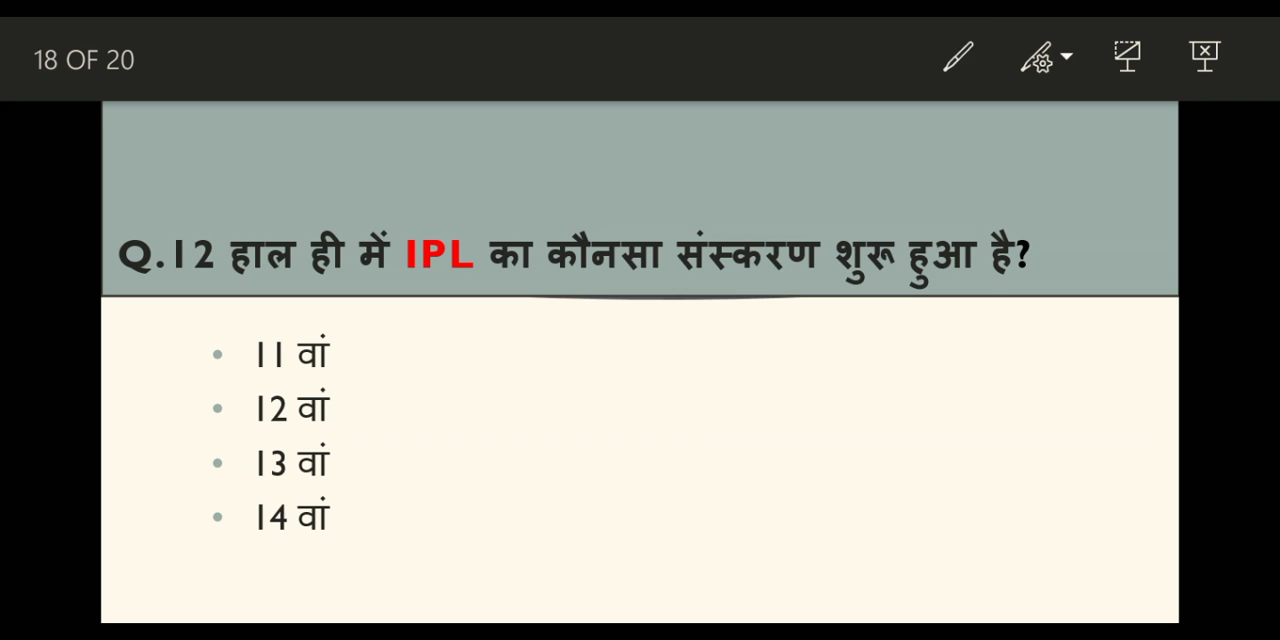 18 OF 20
Q.12 हाल ही में IPL का कौनसा संस्करण शुरू हुआ है?
• 11 वां
• 12 वां
• 13 वां
• 14 वां